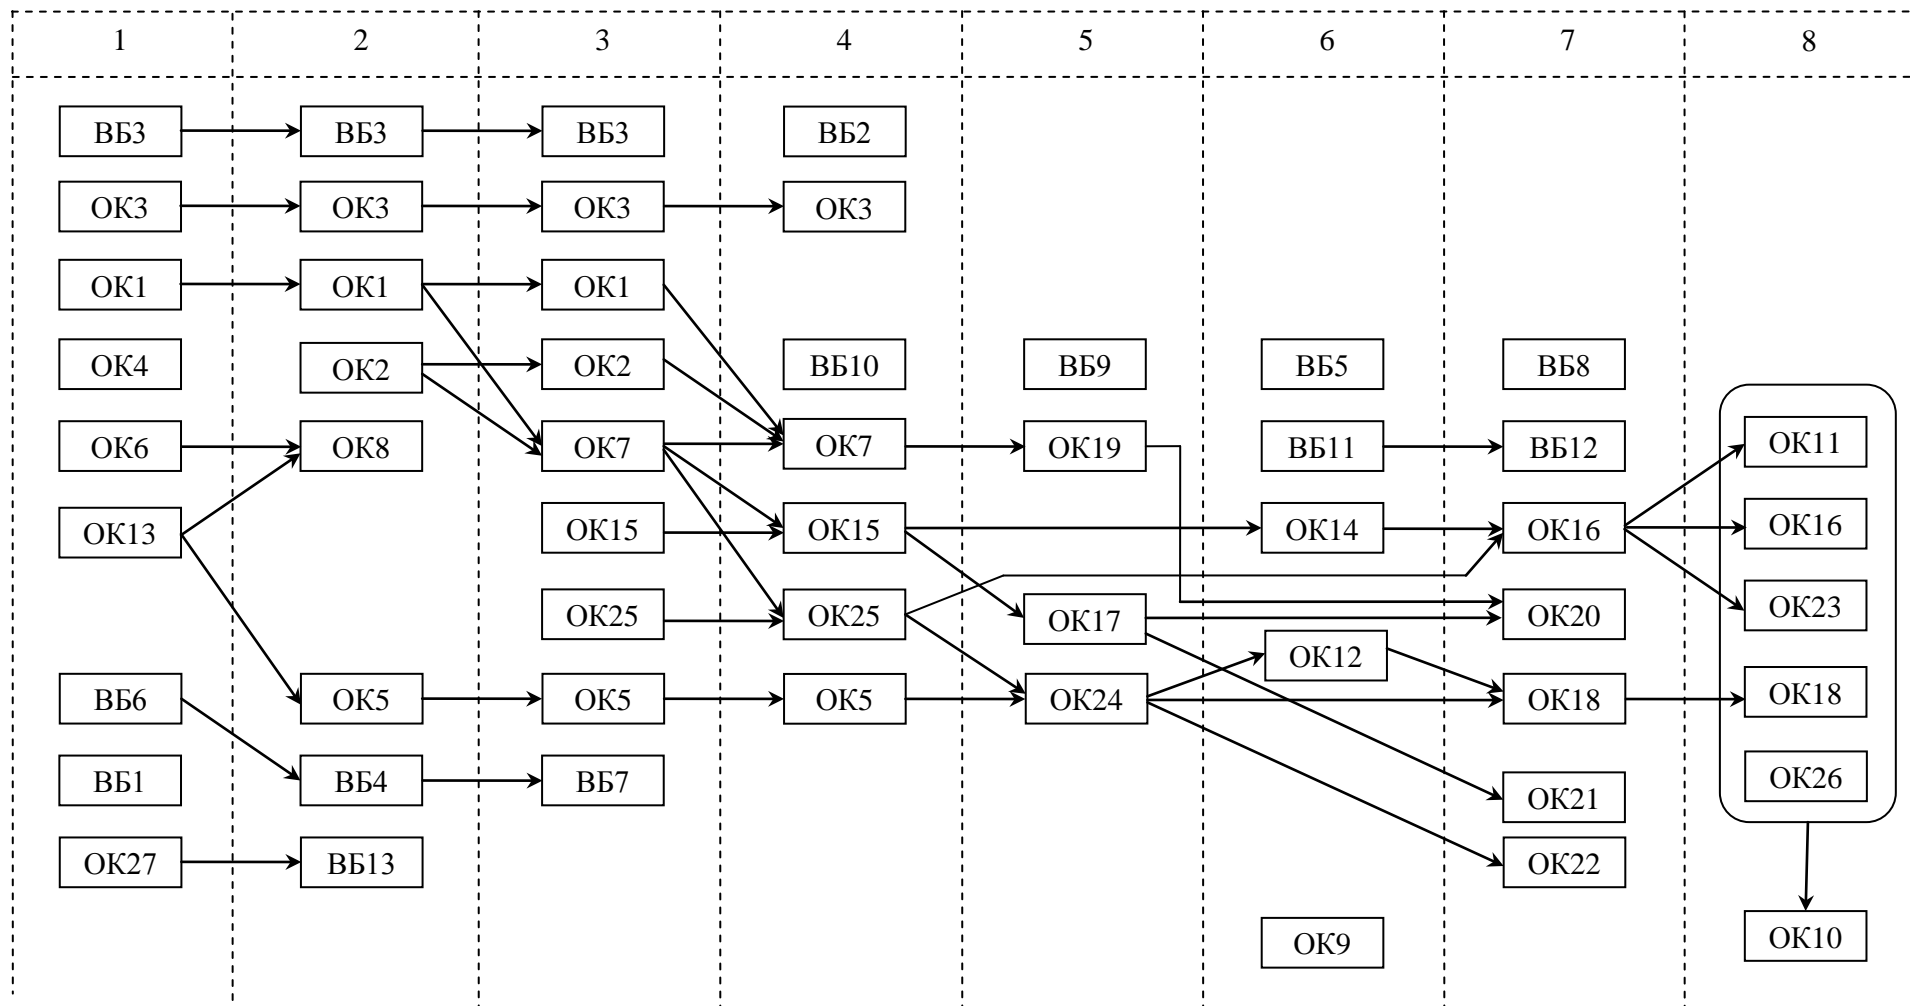 1 2 3 4 5 6 7 8
ВБ3 ВБ3 ВБ3 ВБ2
ОК3 ОК3 ОК3 ОК3
ОК1 ОК1 ОК1
ОК4 ОК2 ОК2 ВБ10 ВБ9 ВБ5 ВБ8
ОК6 ОК8 ОК7 ОК7 ОК19 ВБ11 ВБ12 ОК11
ОК13 ОК15 ОК15 ОК14 ОК16 ОК16
ОК25 ОК25 ОК17 ОК20 ОК23
ОК12
ВБ6 ОК5 ОК5 ОК5 ОК24 ОК18 ОК18
ВБ1 ВБ4 ВБ7 ОК21 ОК26
ОК27 ВБ13 ОК22
ОК9 ОК10